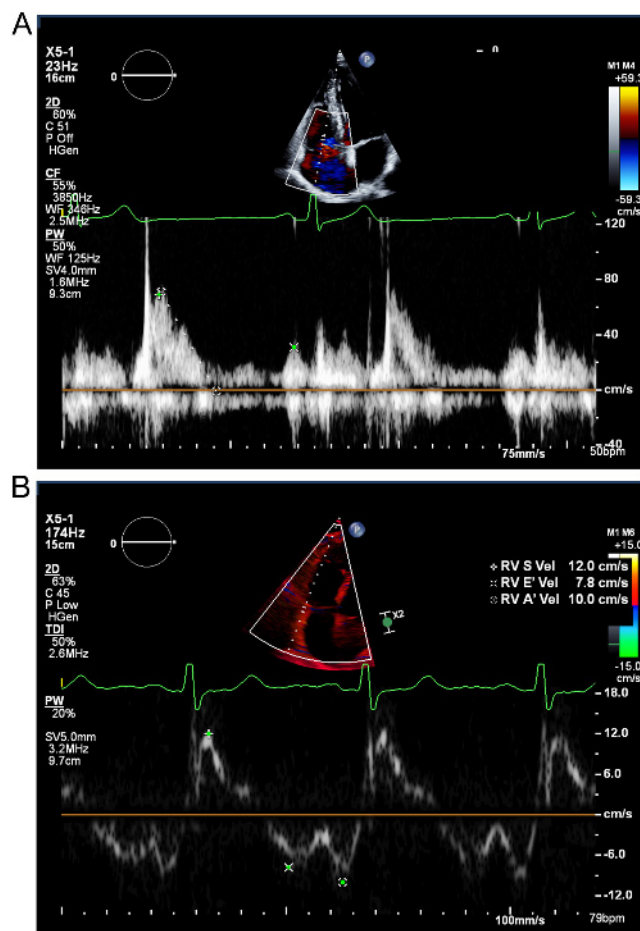 A
X5-1
23Hz
16cm
0
P
0
M1 M4
+59.3
-59.3
cm/s
2D
60%
C 51
P Off
HGen
CF
55%
3850Hz
WF 346Hz
2.5MHz
PW
50%
WF 125Hz
SV4.0mm
1.6MHz
9.3cm
120
80
40
cm/s
-40
75mm/s
50bpm
B
X5-1
174Hz
15cm
0
P
M1 M6
+15.0
-15.0
cm/s
RV S Vel 12.0 cm/s
RV E' Vel 7.8 cm/s
RV A' Vel 10.0 cm/s
X2
2D
63%
C 45
P Low
HGen
TDI
50%
2.6MHz
PW
20%
SV5.0mm
3.2MHz
9.7cm
18.0
12.0
6.0
cm/s
-6.0
-12.0
100mm/s
79bpm